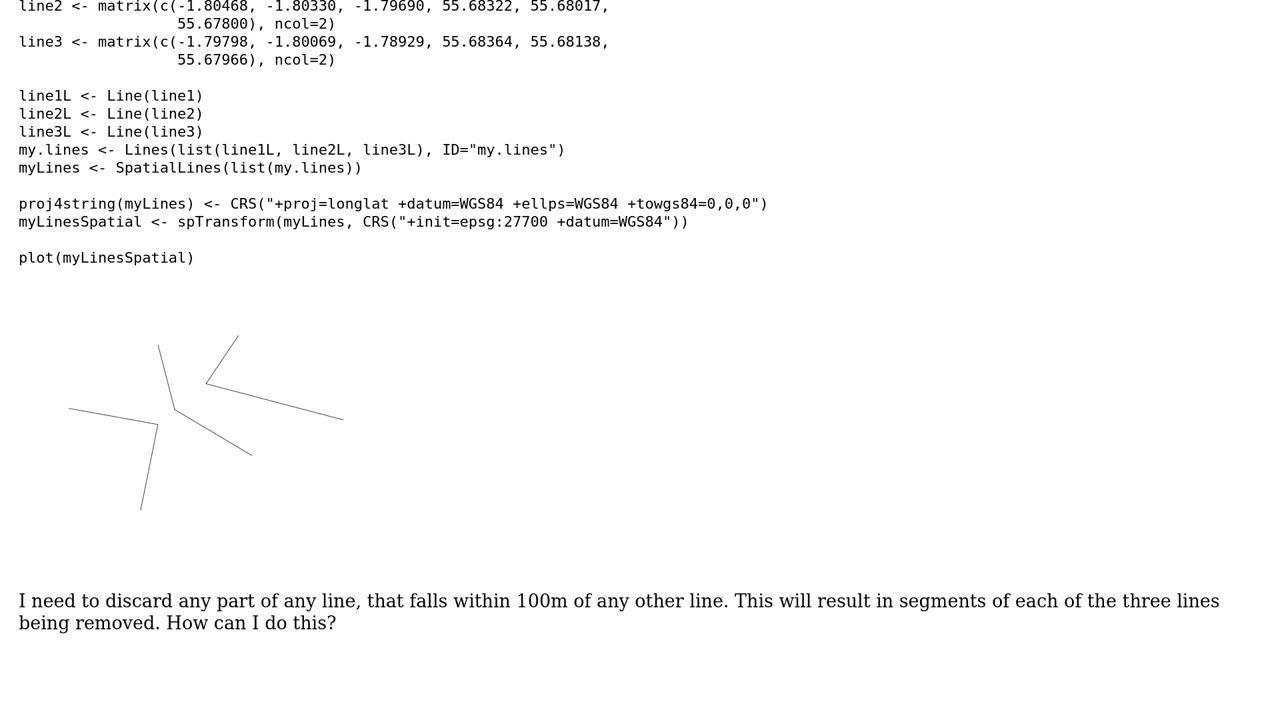 line2 <- matrix(c(-1.80468, -1.80330, -1.79690, 55.68322, 55.68017,
                  55.67800), ncol=2)
line3 <- matrix(c(-1.79798, -1.80069, -1.78929, 55.68364, 55.68138,
                  55.67966), ncol=2)

line1L <- Line(line1)
line2L <- Line(line2)
line3L <- Line(line3)
my.lines <- Lines(list(line1L, line2L, line3L), ID="my.lines")
myLines <- SpatialLines(list(my.lines))

proj4string(myLines) <- CRS("+proj=longlat +datum=WGS84 +ellps=WGS84 +towgs84=0,0,0")
myLinesSpatial <- spTransform(myLines, CRS("+init=epsg:27700 +datum=WGS84"))

plot(myLinesSpatial)

I need to discard any part of any line, that falls within 100m of any other line. This will result in segments of each of the three lines
being removed. How can I do this?